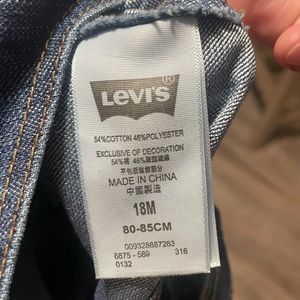 LEVI'S®
54%COTTON 46%POLYESTER
EXCLUSIVE OF DECORATION
54%棉 46%聚酯纖維
不包括裝飾部分
MADE IN CHINA
中國製造
18M
80-85CM
009328887263
6875 - 589 316
0132